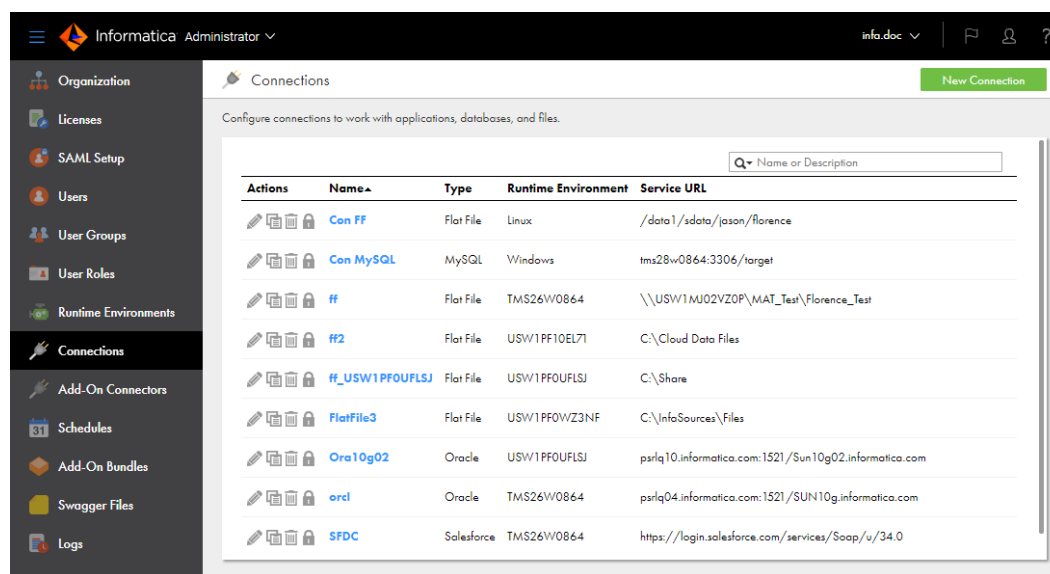 Informatica Administrator
infa.doc
?
Organization
Licenses
SAML Setup
Users
User Groups
User Roles
Runtime Environments
Connections
Add-On Connectors
31 Schedules
Add-On Bundles
Swagger Files
Logs
Connections
New Connection
Configure connections to work with applications, databases, and files.
Name or Description
Actions Name Type Runtime Environment Service URL
Con FF Flat File Linux /data1/sdata/jason/florence
Con MySQL MySQL Windows tms28w0864:3306/target
ff Flat File TMS26W0864 \\USW1MJ02VZ0P\MAT_Test\Florence_Test
ff2 Flat File USW1PF10EL71 C:\Cloud Data Files
ff_USW1PF0UFLSJ Flat File USW1PF0UFLSJ C:\Share
FlatFile3 Flat File USW1PF0WZ3NF C:\InfaSources\Files
Ora10g02 Oracle USW1PF0UFLSJ psrlq10.informatica.com:1521/Sun10g02.informatica.com
orcl Oracle TMS26W0864 psrlq04.informatica.com:1521/SUN10g.informatica.com
SFDC Salesforce TMS26W0864 https://login.salesforce.com/services/Soap/u/34.0